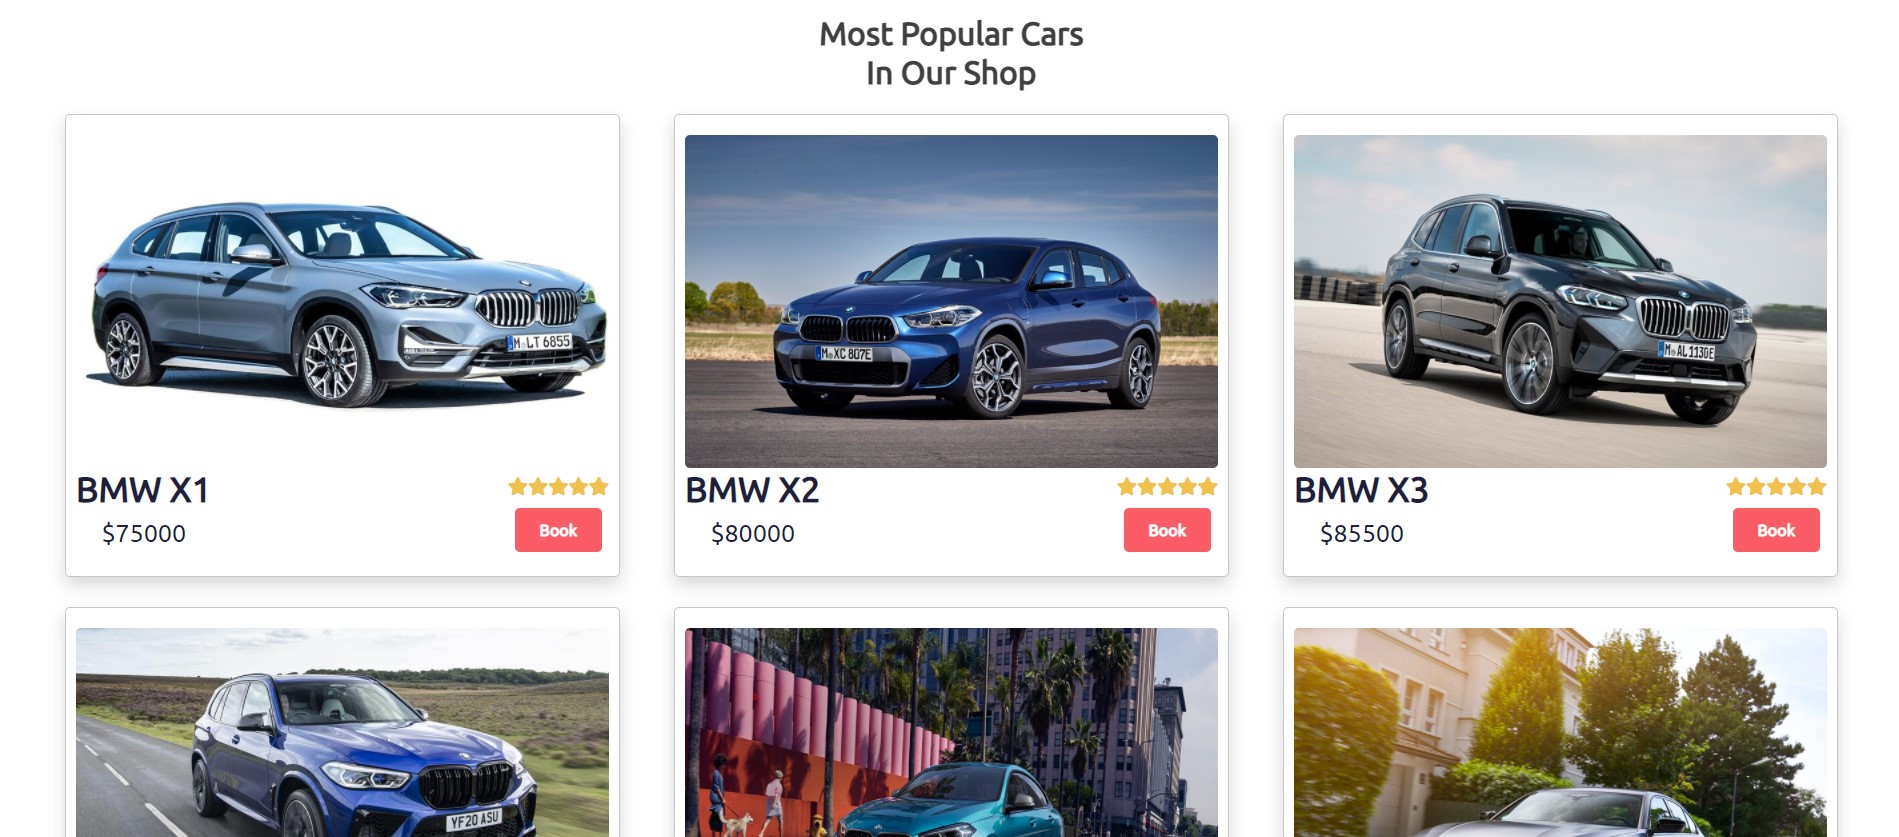 Most Popular Cars
In Our Shop
M LT 6855
M XC 807E
M AL 1130E
BMW X1
BMW X2
BMW X3
$75000
Book
$80000
Book
$85500
Book
YF20 ASU